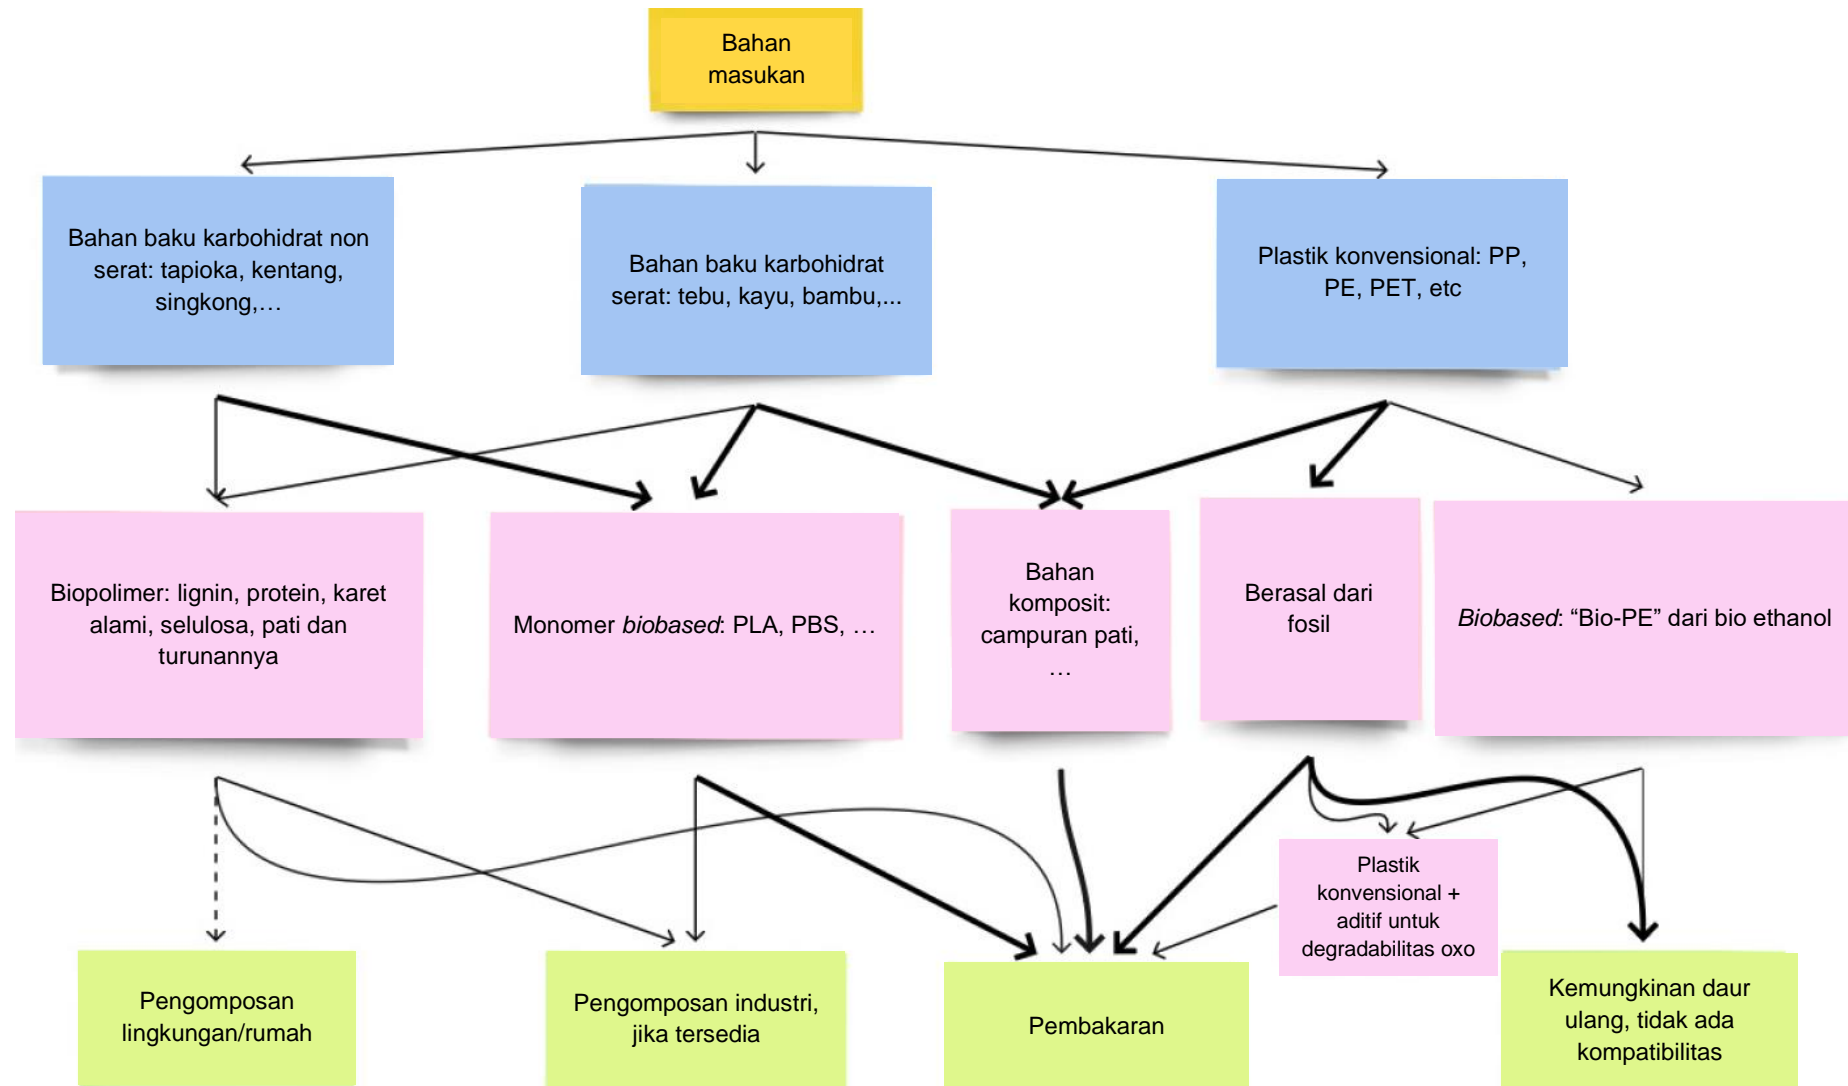 Bahan
masukan
Bahan baku karbohidrat non
serat: tapioka, kentang,
singkong,…
Bahan baku karbohidrat
serat: tebu, kayu, bambu,...
Plastik konvensional: PP,
PE, PET, etc
Biopolimer: lignin, protein, karet
alami, selulosa, pati dan
turunannya
Monomer biobased: PLA, PBS, …
Bahan
komposit:
campuran pati,
…
Berasal dari
fosil
Biobased: “Bio-PE” dari bio ethanol
Plastik
konvensional +
aditif untuk
degradabilitas oxo
Pengomposan
lingkungan/rumah
Pengomposan industri,
jika tersedia
Pembakaran
Kemungkinan daur
ulang, tidak ada
kompatibilitas